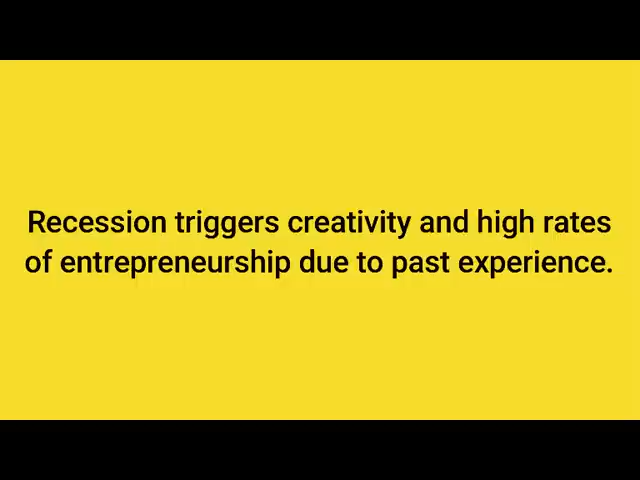 Recession triggers creativity and high rates
of entrepreneurship due to past experience.